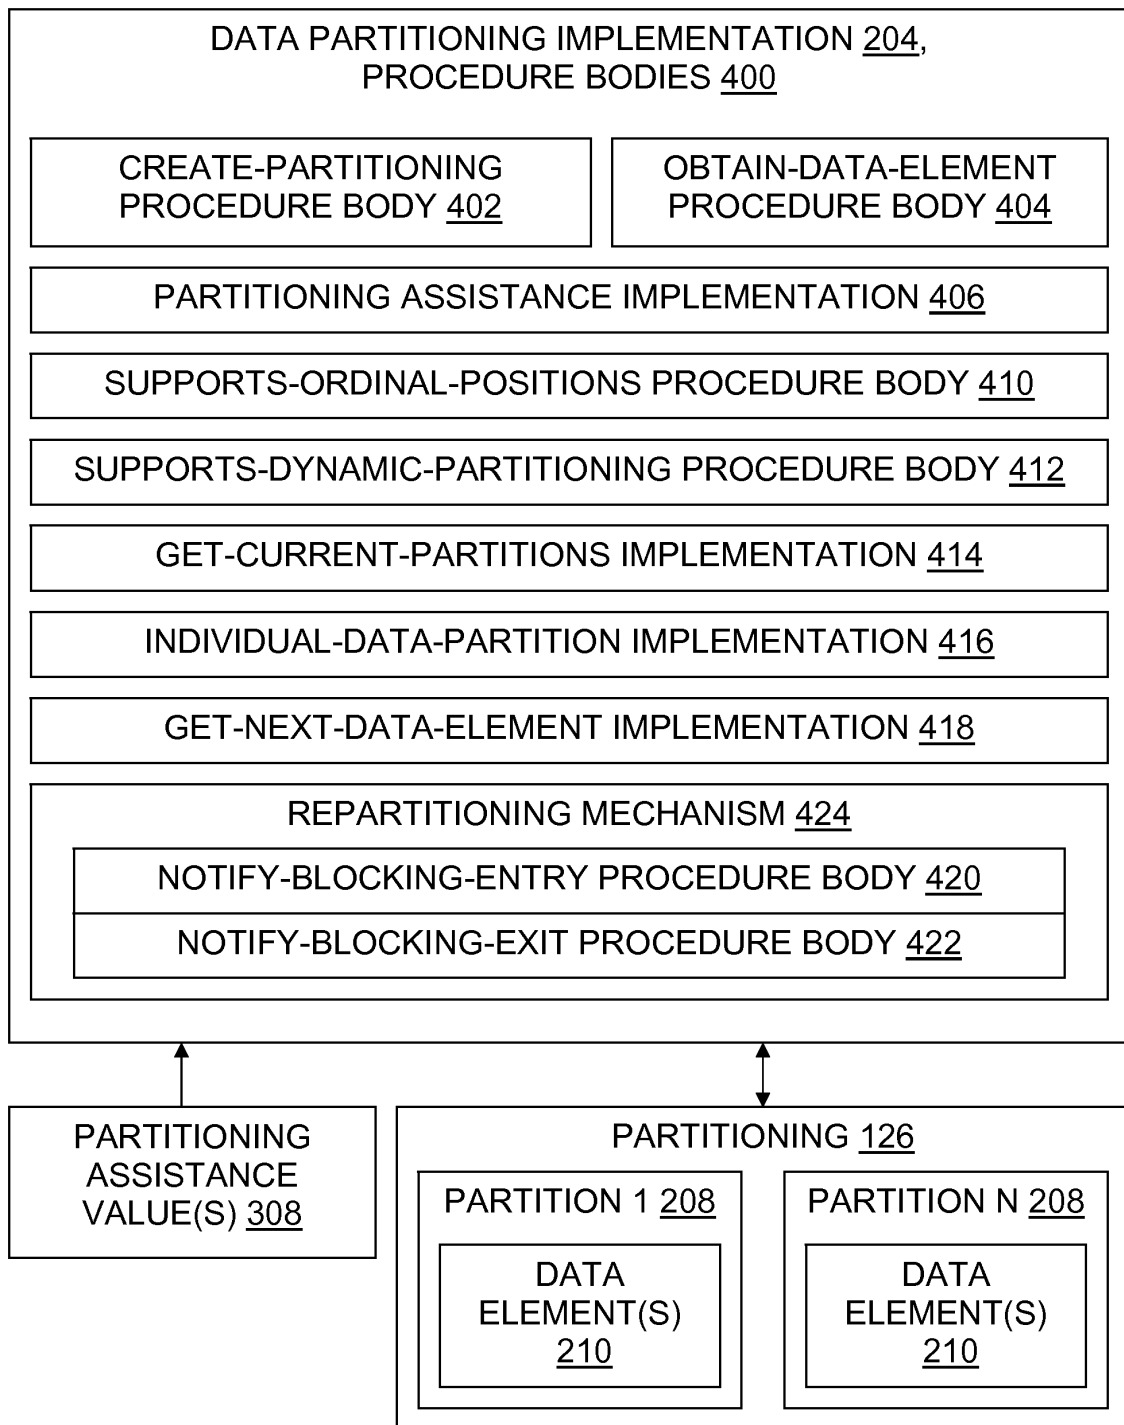 DATA PARTITIONING IMPLEMENTATION 204,
PROCEDURE BODIES 400
CREATE-PARTITIONING
PROCEDURE BODY 402
OBTAIN-DATA-ELEMENT
PROCEDURE BODY 404
PARTITIONING ASSISTANCE IMPLEMENTATION 406
SUPPORTS-ORDINAL-POSITIONS PROCEDURE BODY 410
SUPPORTS-DYNAMIC-PARTITIONING PROCEDURE BODY 412
GET-CURRENT-PARTITIONS IMPLEMENTATION 414
INDIVIDUAL-DATA-PARTITION IMPLEMENTATION 416
GET-NEXT-DATA-ELEMENT IMPLEMENTATION 418
REPARTITIONING MECHANISM 424
NOTIFY-BLOCKING-ENTRY PROCEDURE BODY 420
NOTIFY-BLOCKING-EXIT PROCEDURE BODY 422
PARTITIONING
ASSISTANCE
VALUE(S) 308
PARTITIONING 126
PARTITION 1 208
DATA
ELEMENT(S)
210
PARTITION N 208
DATA
ELEMENT(S)
210